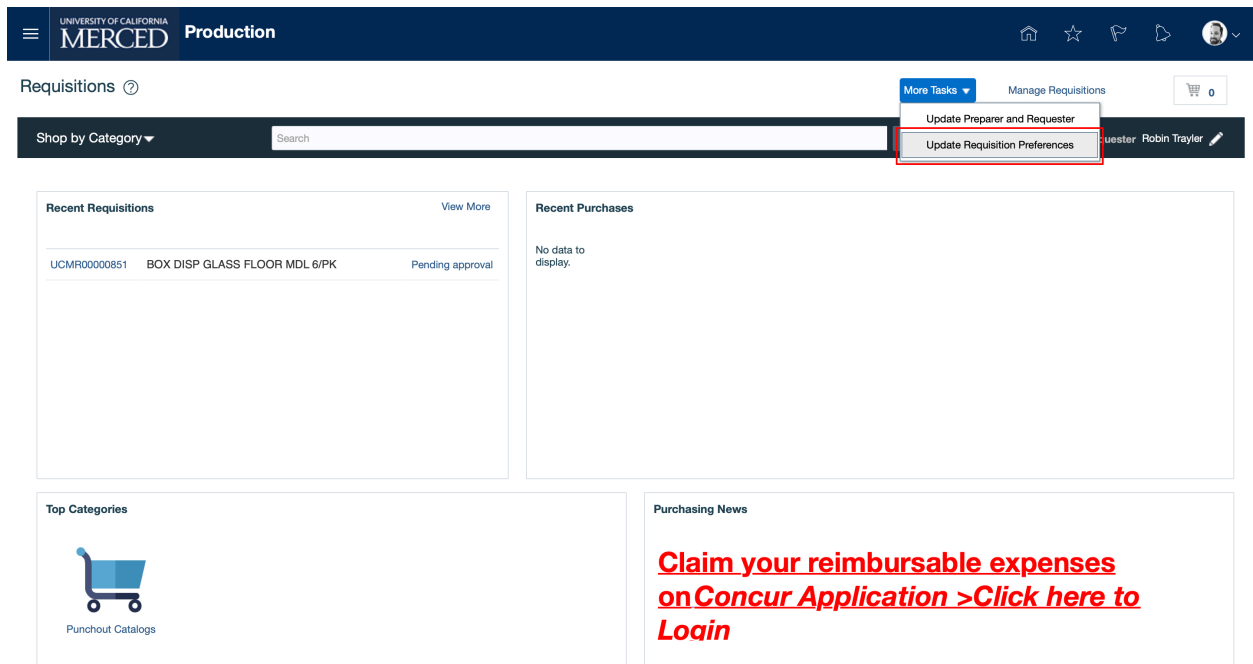 UNIVERSITY OF CALIFORNIA
MERCED
Production
Requisitions
More Tasks
Manage Requisitions
0
Update Preparer and Requester
Shop by Category
Search
Update Requisition Preferences
uester Robin Trayler
Recent Requisitions
View More
UCMR00000851 BOX DISP GLASS FLOOR MDL 6/PK Pending approval
Recent Purchases
No data to
display.
Top Categories
Punchout Catalogs
Purchasing News
Claim your reimbursable expenses
onConcur Application >Click here to
Login